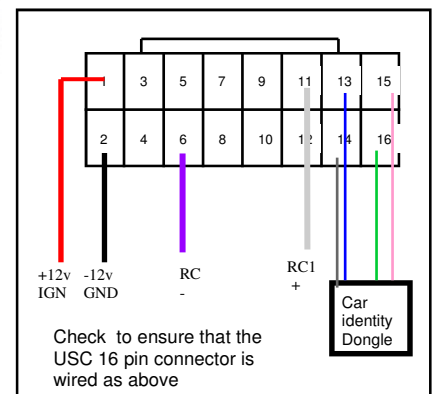 1 3 5 7 9 11 13 15
2 4 6 8 10 12 14 16
+12v -12v RC RC1
IGN GND - +
Car
identity
Dongle
Check to ensure that the
USC 16 pin connector is
wired as above